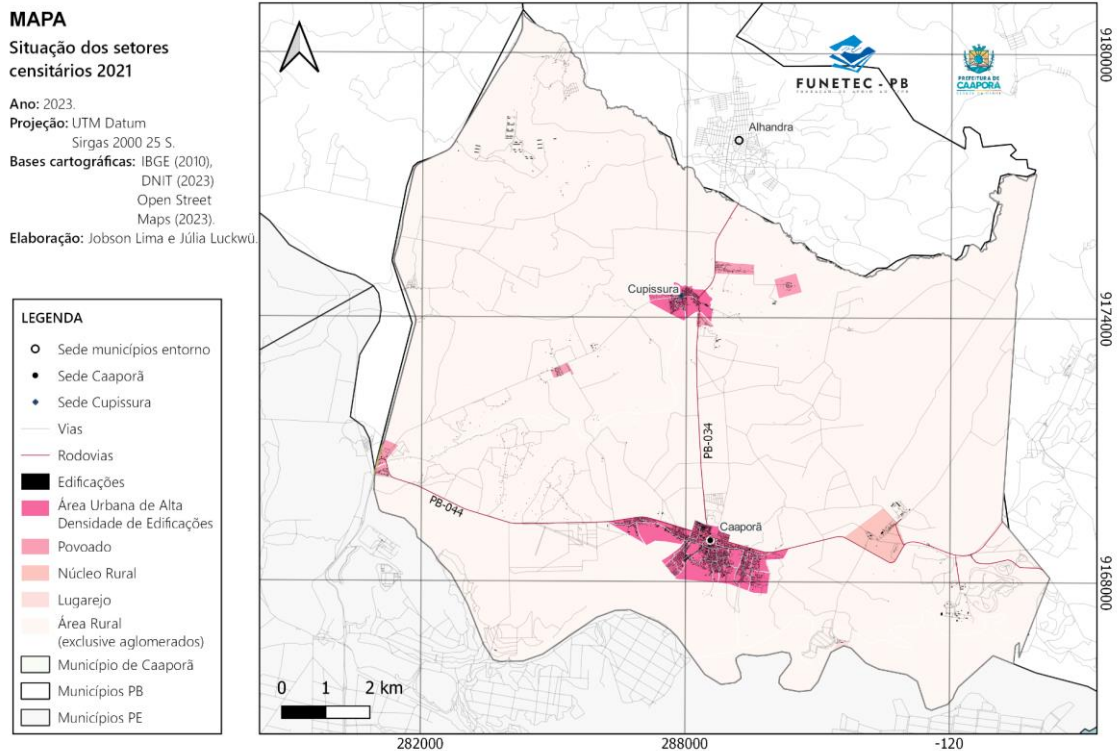 MAPA
Situação dos setores
censitários 2021
Ano: 2023.
Projeção: UTM Datum
Sirgas 2000 25 S.
Bases cartográficas: IBGE (2010),
DNIT (2023)
Open Street
Maps (2023).
Elaboração: Jobson Lima e Júlia Luckwü.
LEGENDA
Sede municípios entorno
Sede Caaporã
Sede Cupissura
Vias
Rodovias
Edificações
Área Urbana de Alta
Densidade de Edificações
Povoado
Núcleo Rural
Lugarejo
Área Rural
(exclusive aglomerados)
Município de Caaporã
Municípios PB
Municípios PE
FUNETEC - PB
PREFEITURA DE
CAAPORÃ
Alhandra
Cupissura
PB-034
PB-044
Caaporã
0 1 2 km
9180000
9174000
9168000
282000
288000
-120